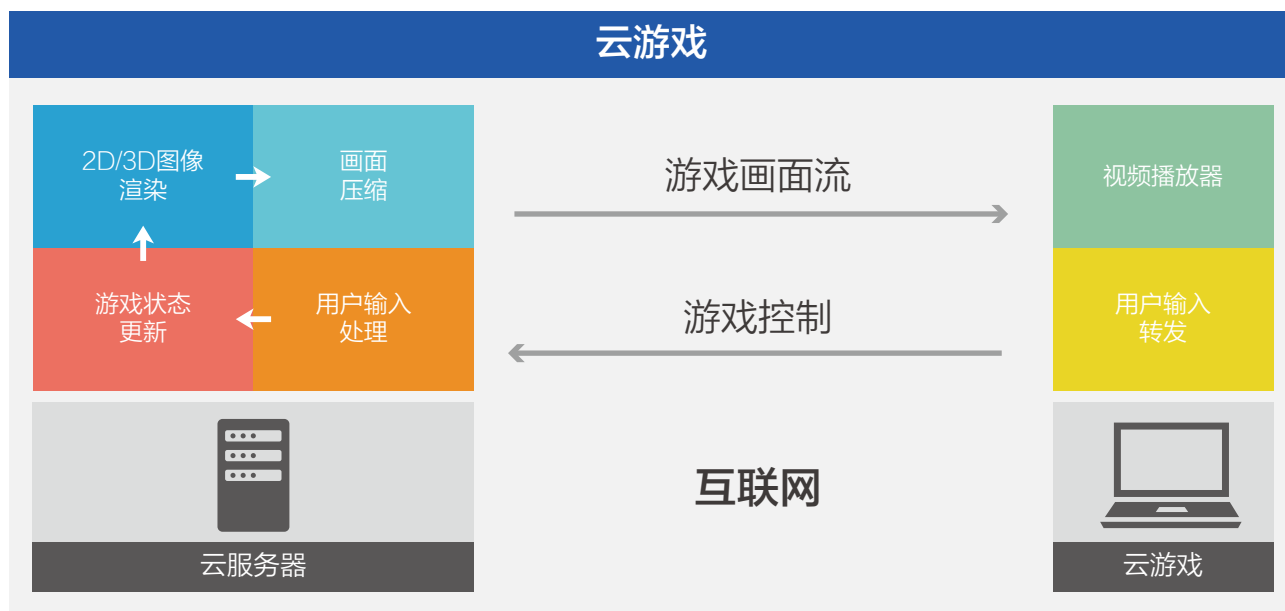 云游戏
2D/3D图像
渲染
画面
压缩
游戏状态
更新
用户输入
处理
游戏画面流
游戏控制
互联网
视频播放器
用户输入
转发
云服务器
云游戏